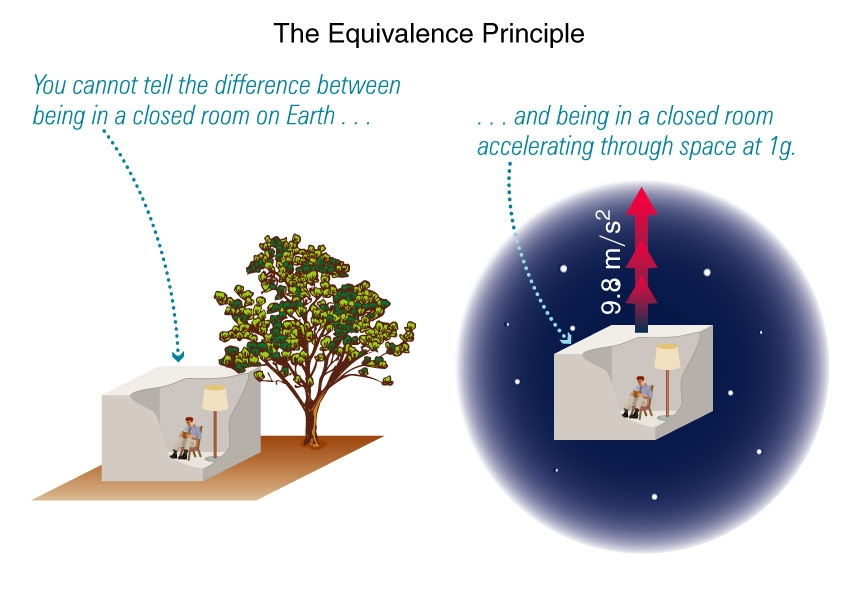 The Equivalence Principle
You cannot tell the difference between
being in a closed room on Earth . . .
. . . and being in a closed room
accelerating through space at 1g.
9.8 m/s²